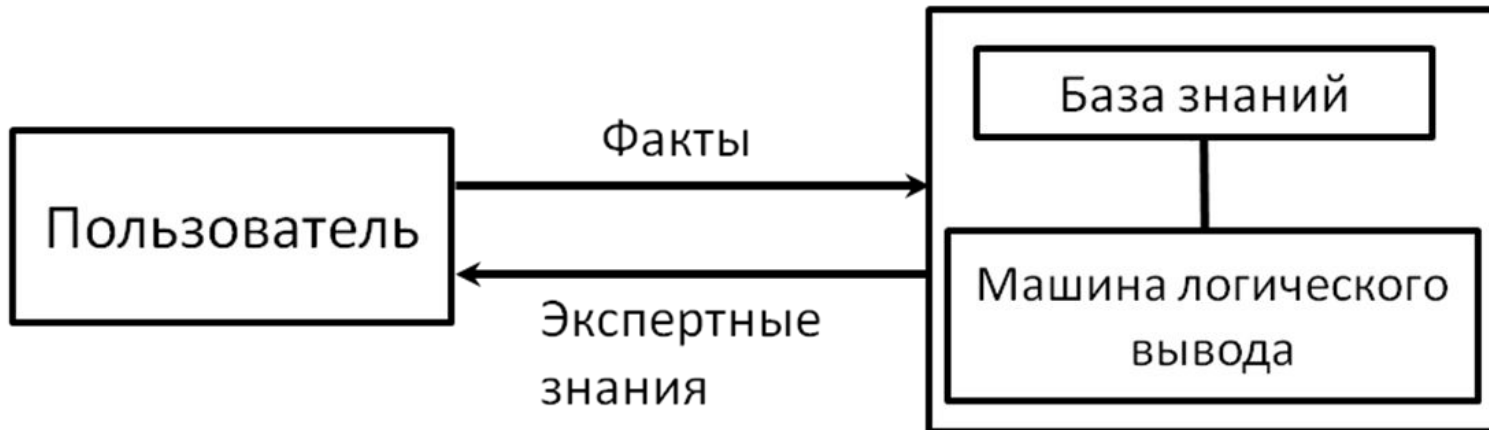 База знаний
Факты
Пользователь
Машина логического
вывода
Экспертные
знания